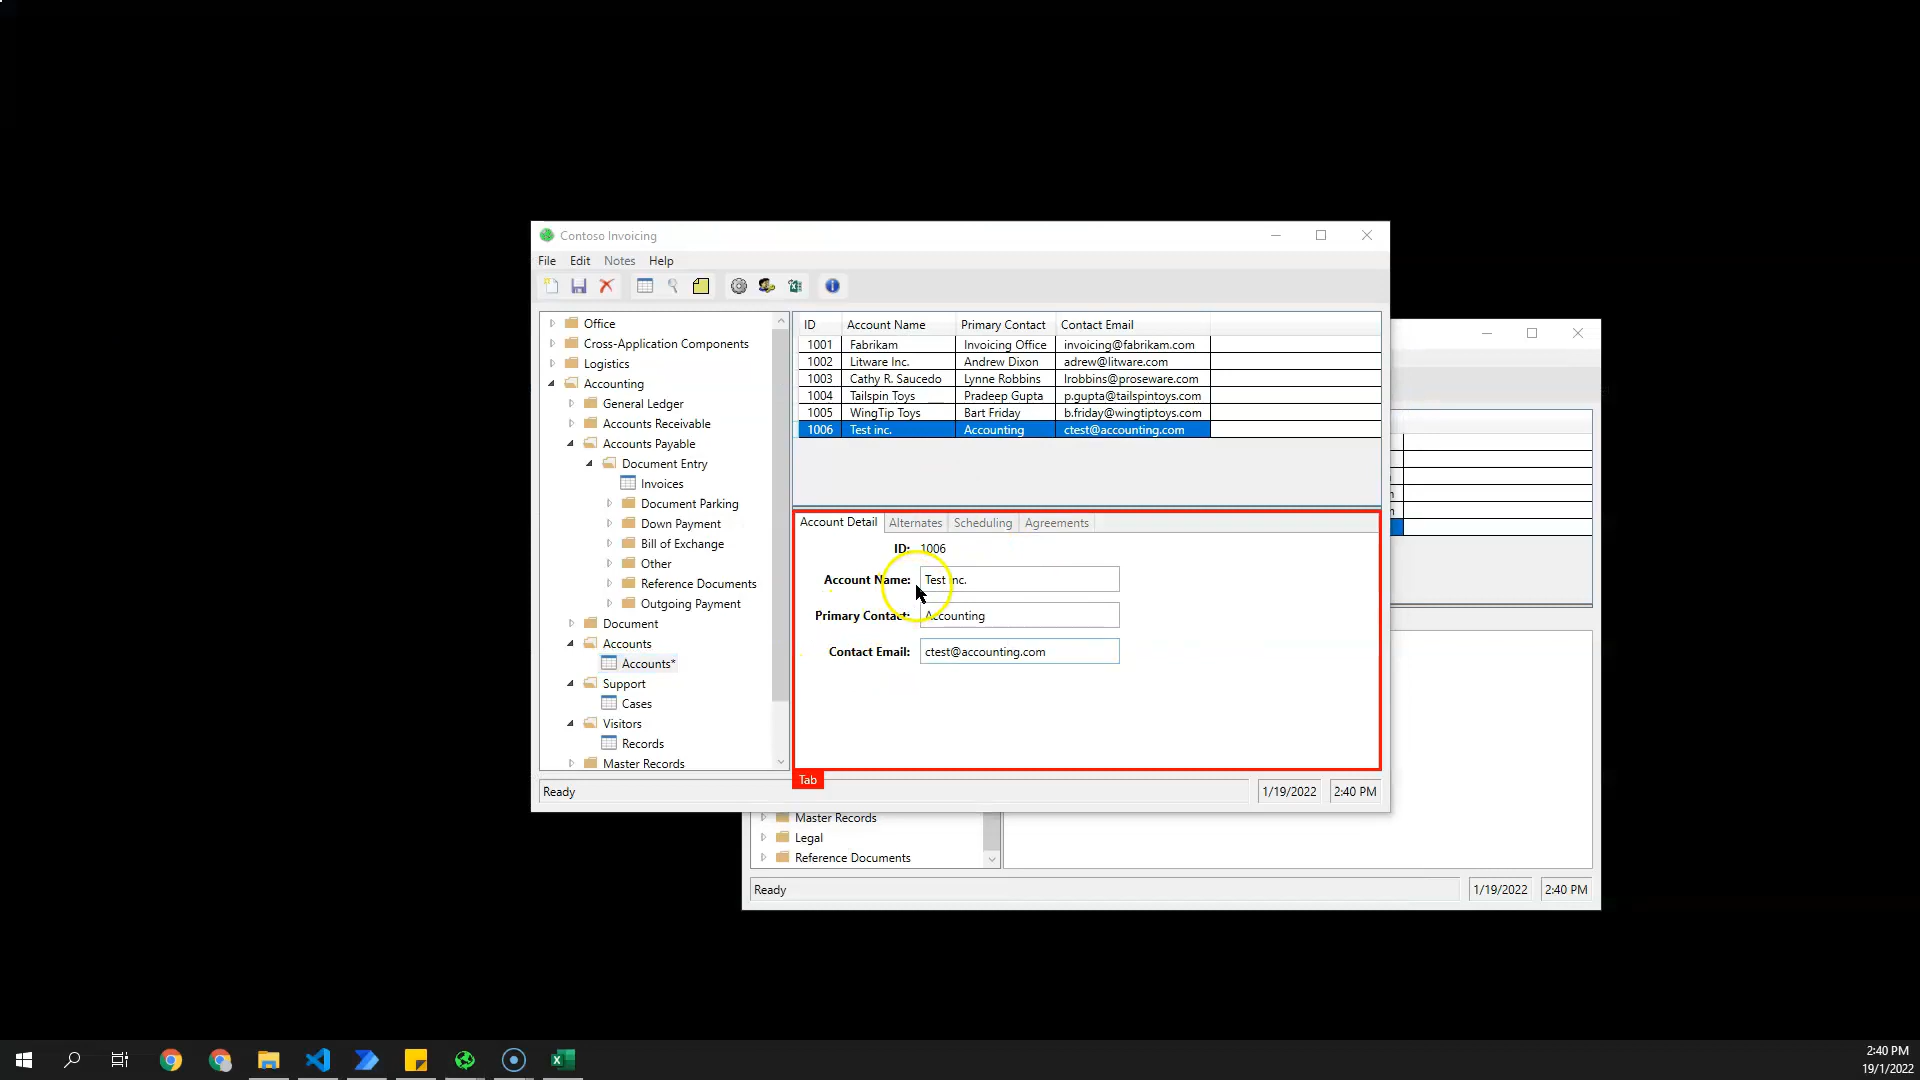 Contoso Invoicing
File Edit Notes Help
Office
Cross-Application Components
Logistics
Accounting
General Ledger
Accounts Receivable
Accounts Payable
Document Entry
Invoices
Document Parking
Down Payment
Bill of Exchange
Other
Reference Documents
Outgoing Payment
Document
Accounts
Accounts*
Support
Cases
Visitors
Records
Master Records
ID Account Name Primary Contact Contact Email
1001 Fabrikam Invoicing Office invoicing@fabrikam.com
1002 Litware Inc. Andrew Dixon adrew@litware.com
1003 Cathy R. Saucedo Lynne Robbins lrobbins@proseware.com
1004 Tailspin Toys Pradeep Gupta p.gupta@tailspintoys.com
1005 WingTip Toys Bart Friday b.friday@wingtiptoys.com
1006 Test inc. Accounting ctest@accounting.com
Account Detail Alternates Scheduling Agreements
ID: 1006
Account Name: Test inc.
Primary Contact: Accounting
Contact Email: ctest@accounting.com
Tab
Ready 1/19/2022 2:40 PM
Master Records
Legal
Reference Documents
Ready 1/19/2022 2:40 PM
2:40 PM
19/1/2022